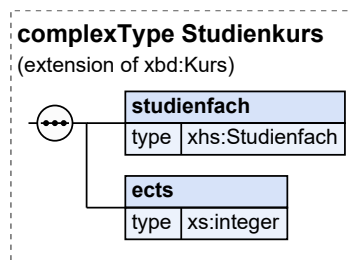 complexType Studienkurs
(extension of xbd:Kurs)
studienfach
type xhs:Studienfach
ects
type xs:integer